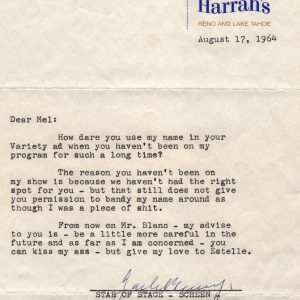 Harrah's
RENO AND LAKE TAHOE
August 17, 1964
Dear Mel:
How dare you use my name in your
Variety ad when you haven't been on my
program for such a long time?
The reason you haven't been on
my show is because we haven't had the right
spot for you - but that still does not give
you permission to bandy my name around as
though I was a piece of shit.
From now on Mr. Blanc - my advise
to you is - be a little more careful in the
future and as far as I am concerned - you
can kiss my ass - but give my love to Estelle.
STAR OF STAGE - SCREEN